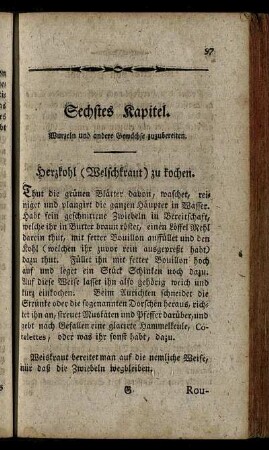 97
Sechstes Kapitel.
Wurzeln und andere Gewächse zuzubereiten.
Herzkohl (Welschkraut) zu kochen.
Thut die grünen Blätter davon, waschet, rei-
niget und plangirt die ganzen Häupter in Wasser.
Habt fein geschnittene Zwiebeln in Bereitschaft,
welche ihr in Butter braun röstet, einen Löffel Mehl
darein thut, mit fetter Bouillon anfüllet und den
Kohl (welchen ihr zuvor rein ausgepreßt habt)
dazu thut. Füllet ihn mit fetter Bouillon hoch
auf und leget ein Stück Schinken noch dazu.
Auf diese Weise lasset ihn also gehörig weich und
kurz einkochen. Beym Anrichten schneidet die
Strünke oder die sogenannten Dorschen heraus, rich-
tet ihn an, streuet Muskaten und Pfeffer darüber, und
gebt nach Gefallen eine glacirte Hammelkeule, Co-
telettes, oder was ihr sonst habt, dazu.
Weiskraut bereitet man auf die nemliche Weise,
nur daß die Zwiebeln wegbleiben.
G.
Rou-